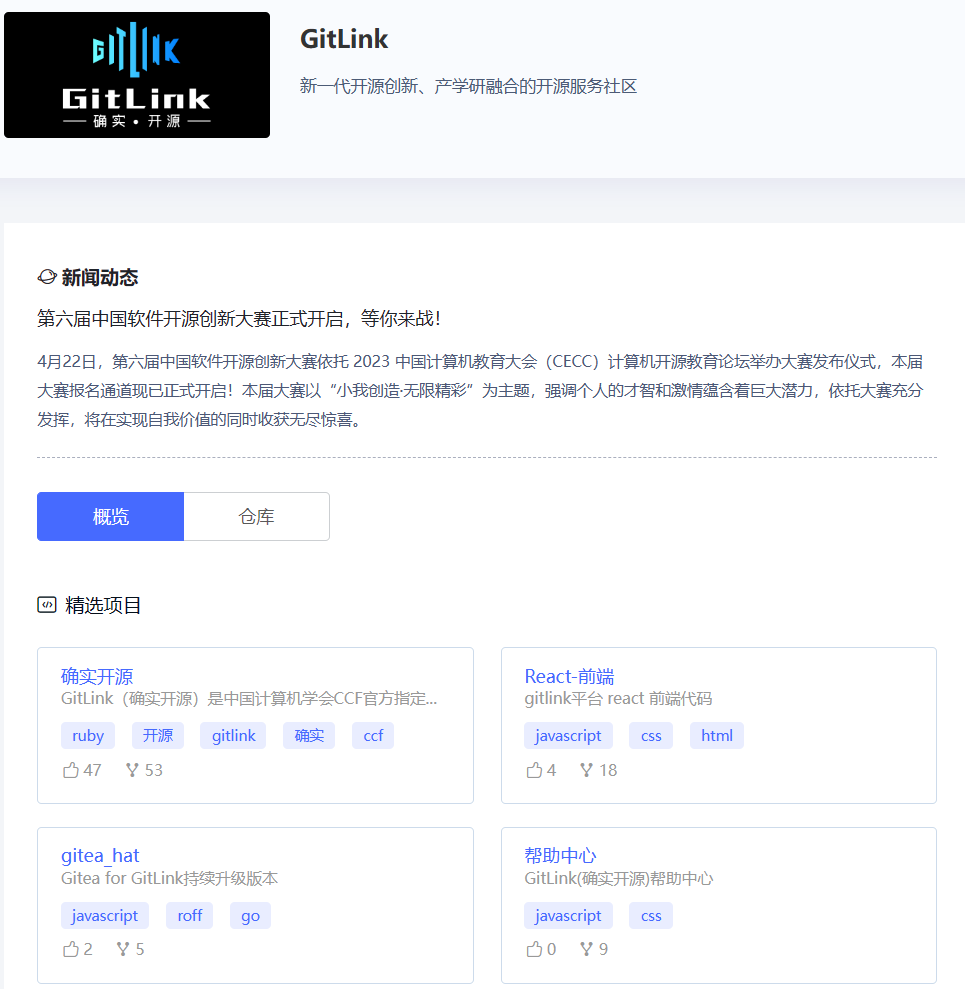 GITLINK
GitLink
确实·开源
GitLink
新一代开源创新、产学研融合的开源服务社区
新闻动态
第六届中国软件开源创新大赛正式开启，等你来战！
4月22日，第六届中国软件开源创新大赛依托 2023 中国计算机教育大会（CECC）计算机开源教育论坛举办大赛发布仪式，本届
大赛报名通道现已正式开启！本届大赛以“小我创造·无限精彩”为主题，强调个人的才智和激情蕴含着巨大潜力，依托大赛充分
发挥，将在实现自我价值的同时收获无尽惊喜。
概览 仓库
精选项目
确实开源
GitLink（确实开源）是中国计算机学会CCF官方指定...
ruby 开源 gitlink 确实 ccf
47 53
React-前端
gitlink平台 react 前端代码
javascript css html
4 18
gitea_hat
Gitea for GitLink持续升级版本
javascript roff go
2 5
帮助中心
GitLink(确实开源)帮助中心
javascript css
0 9